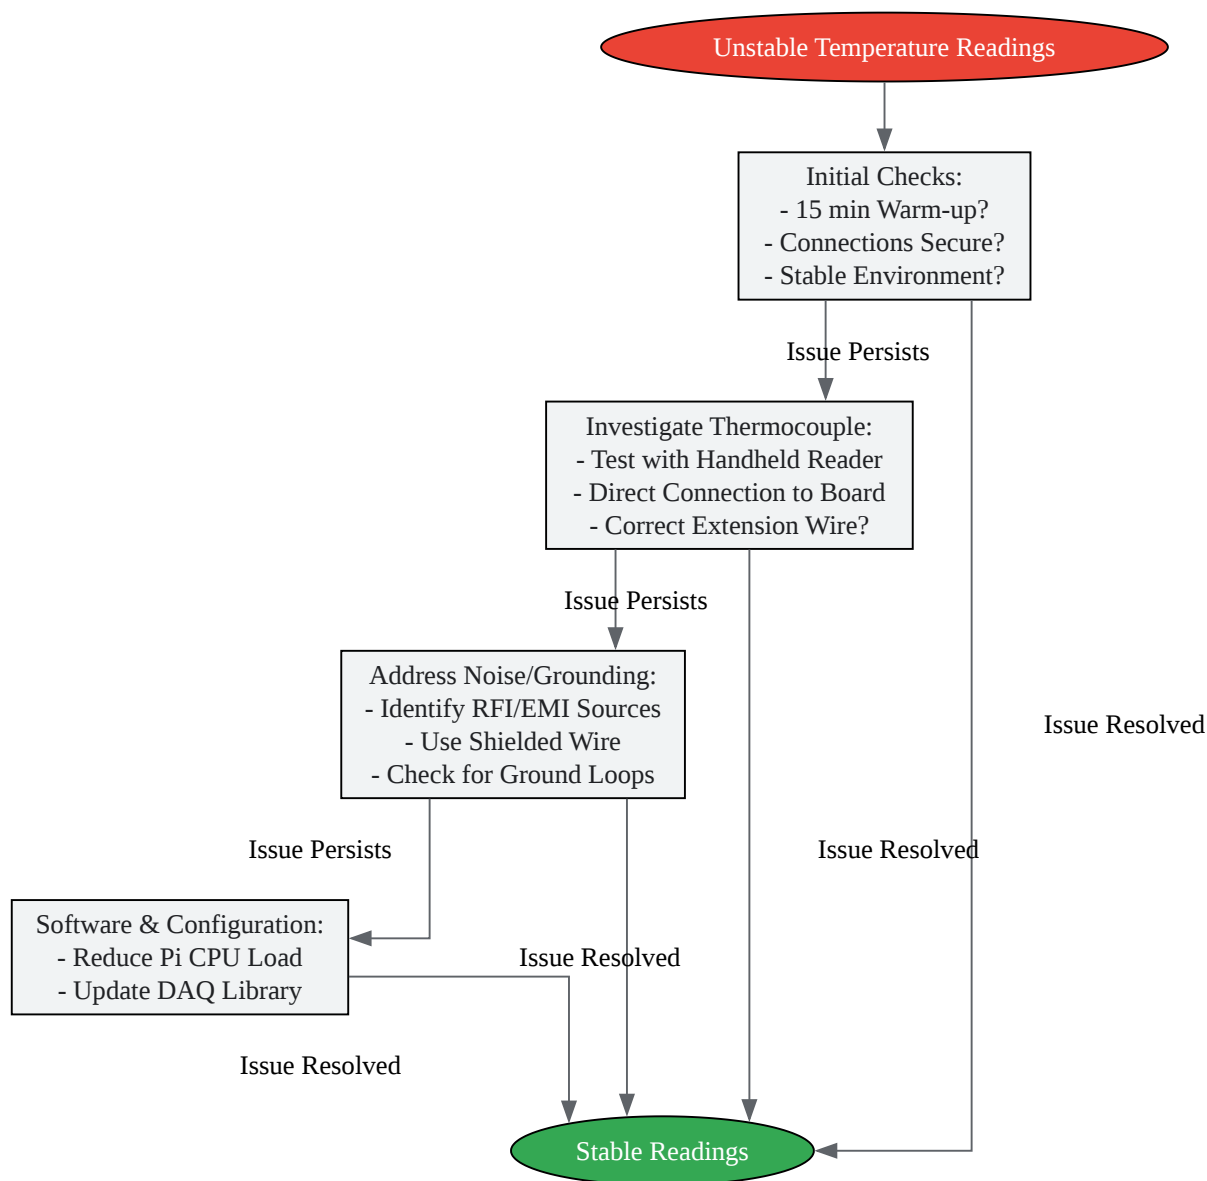 Unstable Temperature Readings
Initial Checks:
- 15 min Warm-up?
- Connections Secure?
- Stable Environment?
Issue Persists
Investigate Thermocouple:
- Test with Handheld Reader
- Direct Connection to Board
- Correct Extension Wire?
Issue Persists
Address Noise/Grounding:
- Identify RFI/EMI Sources
- Use Shielded Wire
- Check for Ground Loops
Issue Resolved
Issue Persists
Issue Resolved
Software & Configuration:
- Reduce Pi CPU Load
- Update DAQ Library
Issue Resolved
Issue Resolved
Stable Readings